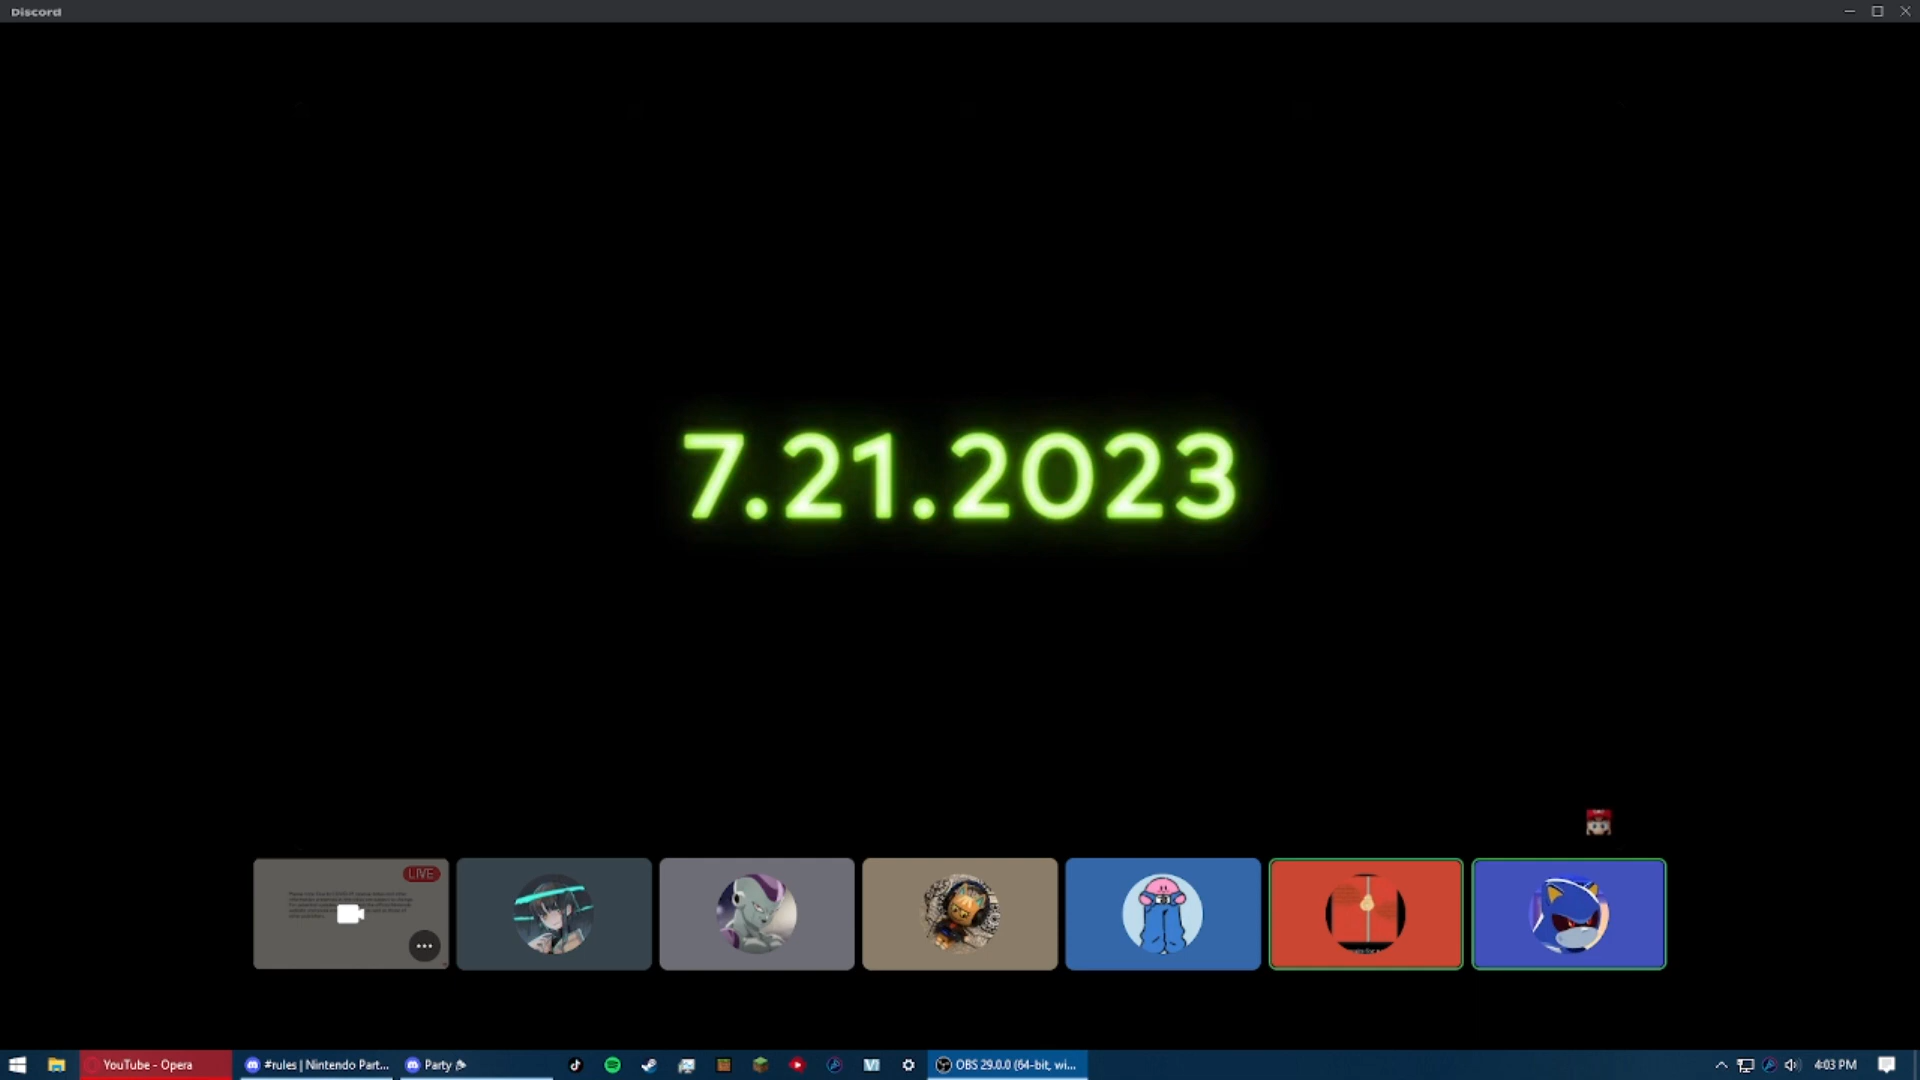 Discord
7.21.2023
LIVE
YouTube - Opera
#rules | Nintendo Part...
Party
OBS 29.0.0 (64-bit, wi...
4:03 PM